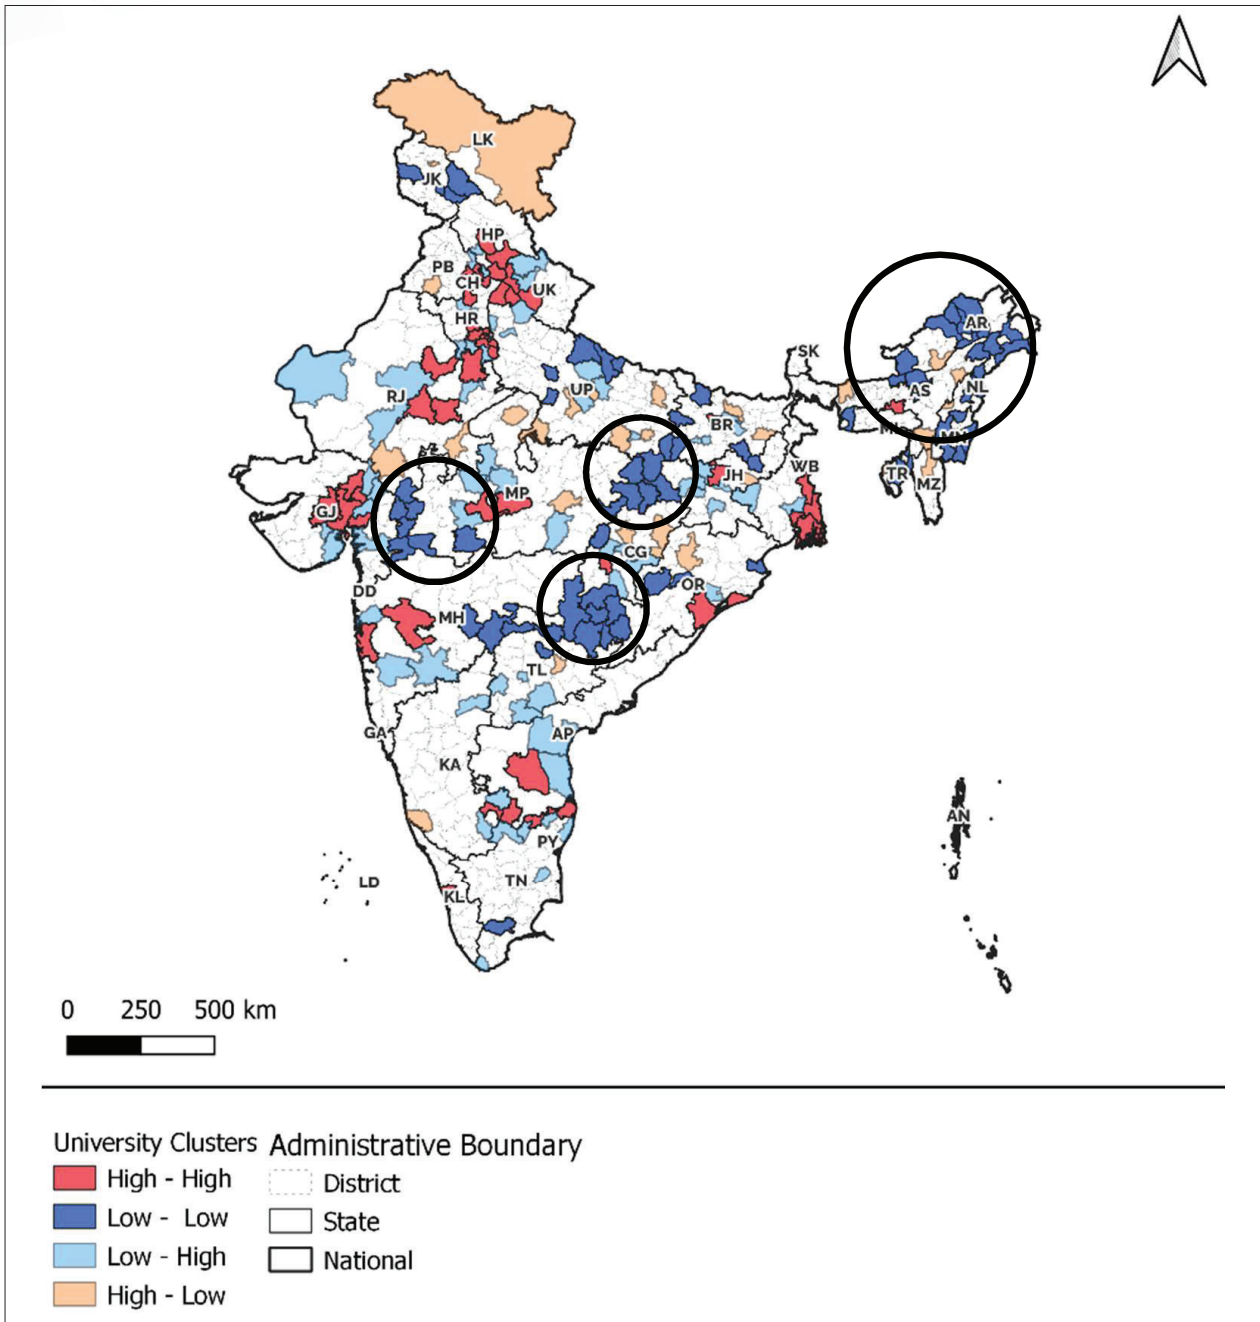 LK
JK
HP
PB
CH
UK
HR
SK
AR
RJ
UP
AS
NL
BR
WB
JH
TR
MZ
GJ
MP
CG
DD
OR
MH
TL
GA
AP
KA
AN
PY
LD
TN
KL
0 250 500 km
University Clusters Administrative Boundary
High - High
District
Low - Low
State
Low - High
National
High - Low